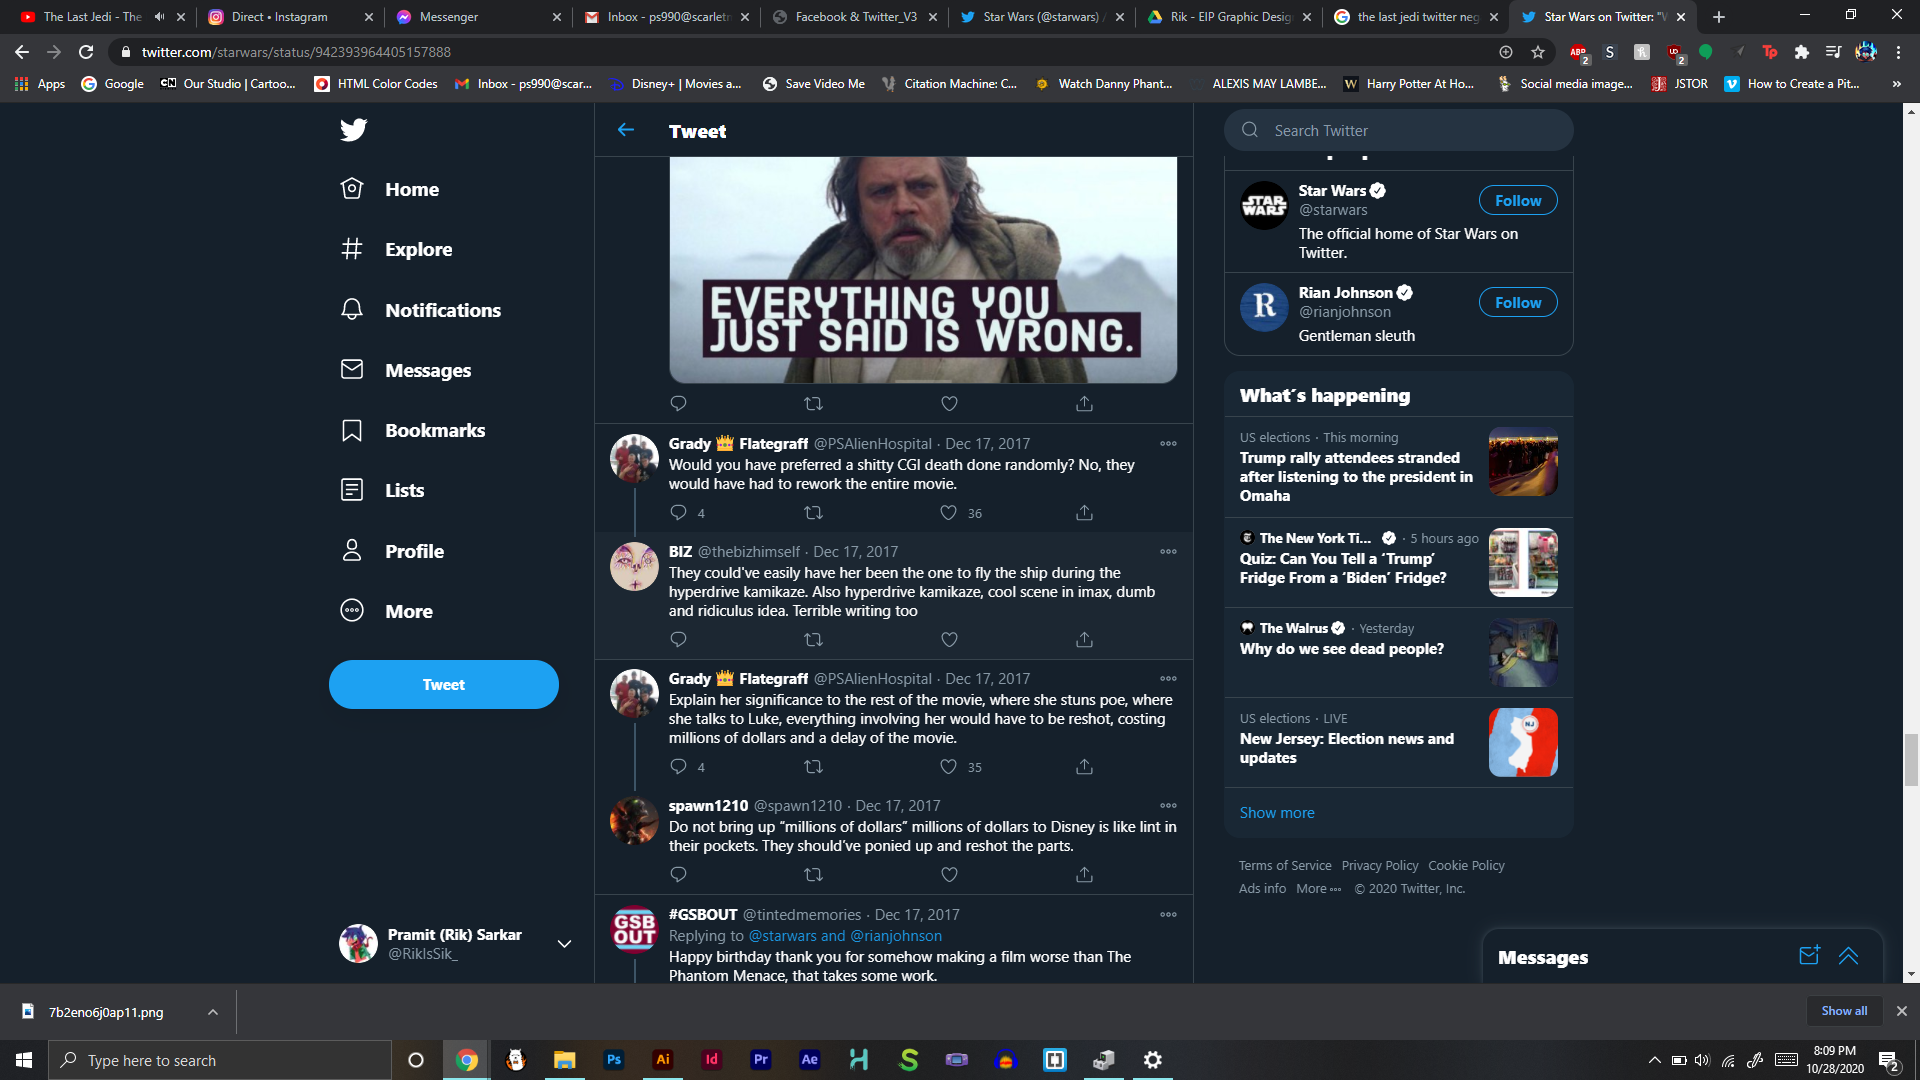 The Last Jedi - The
Direct • Instagram
Messenger
Inbox - ps990@scarletm
Facebook & Twitter_V3
Star Wars (@starwars) /
Rik - EIP Graphic Desig
the last jedi twitter neg
Star Wars on Twitter: "W
twitter.com/starwars/status/942393964405157888
Apps
Google
Our Studio | Cartoo...
HTML Color Codes
Inbox - ps990@scar...
Disney+ | Movies a...
Save Video Me
Citation Machine: C...
Watch Danny Phant...
ALEXIS MAY LAMBE...
Harry Potter At Ho...
Social media image...
JSTOR
How to Create a Pit...
Home
Explore
Notifications
Messages
Bookmarks
Lists
Profile
More
Tweet
Pramit (Rik) Sarkar
@RikIsSik_
Tweet
EVERYTHING YOU
JUST SAID IS WRONG.
Grady 👑 Flategraff @PSAlienHospital · Dec 17, 2017
Would you have preferred a shitty CGI death done randomly? No, they
would have had to rework the entire movie.
4
36
BIZ @thebizhimself · Dec 17, 2017
They could've easily have her been the one to fly the ship during the
hyperdrive kamikaze. Also hyperdrive kamikaze, cool scene in imax, dumb
and ridiculus idea. Terrible writing too
Grady 👑 Flategraff @PSAlienHospital · Dec 17, 2017
Explain her significance to the rest of the movie, where she stuns poe, where
she talks to Luke, everything involving her would have to be reshot, costing
millions of dollars and a delay of the movie.
4
35
spawn1210 @spawn1210 · Dec 17, 2017
Do not bring up “millions of dollars” millions of dollars to Disney is like lint in
their pockets. They should’ve ponied up and reshot the parts.
GSB
OUT
#GSBOUT @tintedmemories · Dec 17, 2017
Replying to @starwars and @rianjohnson
Happy birthday thank you for somehow making a film worse than The
Phantom Menace, that takes some work.
Search Twitter
STAR
WARS
Star Wars
@starwars
Follow
The official home of Star Wars on
Twitter.
R
Rian Johnson
@rianjohnson
Follow
Gentleman sleuth
What’s happening
US elections · This morning
Trump rally attendees stranded
after listening to the president in
Omaha
The New York Ti... · 5 hours ago
Quiz: Can You Tell a ‘Trump’
Fridge From a ‘Biden’ Fridge?
The Walrus · Yesterday
Why do we see dead people?
US elections · LIVE
New Jersey: Election news and
updates
NJ
Show more
Terms of Service Privacy Policy Cookie Policy
Ads info More ••• © 2020 Twitter, Inc.
Messages
7b2eno6j0ap11.png
Show all
Type here to search
Ps
Ai
Id
Pr
Ae
8:09 PM
10/28/2020
2